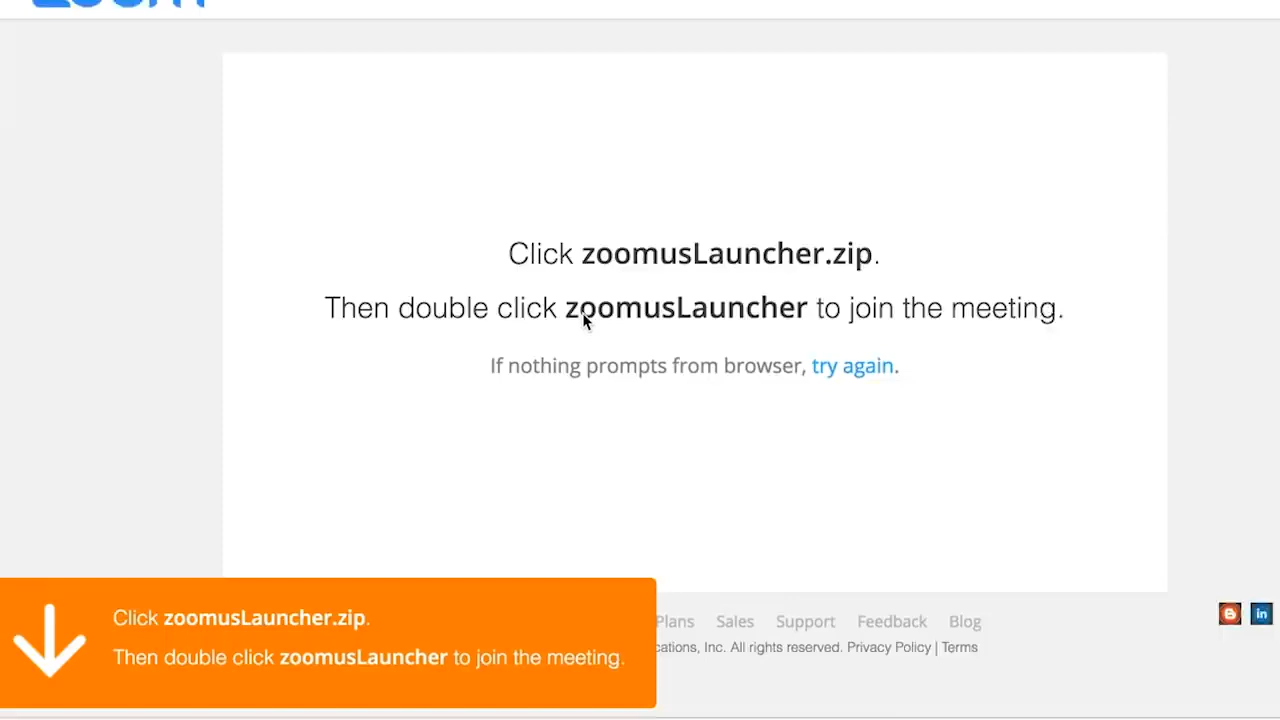 Click zoomusLauncher.zip.
Then double click zoomusLauncher to join the meeting.
If nothing prompts from browser, try again.
Click zoomusLauncher.zip.
Then double click zoomusLauncher to join the meeting.
Plans Sales Support Feedback Blog
Inc. All rights reserved. Privacy Policy | Terms
in